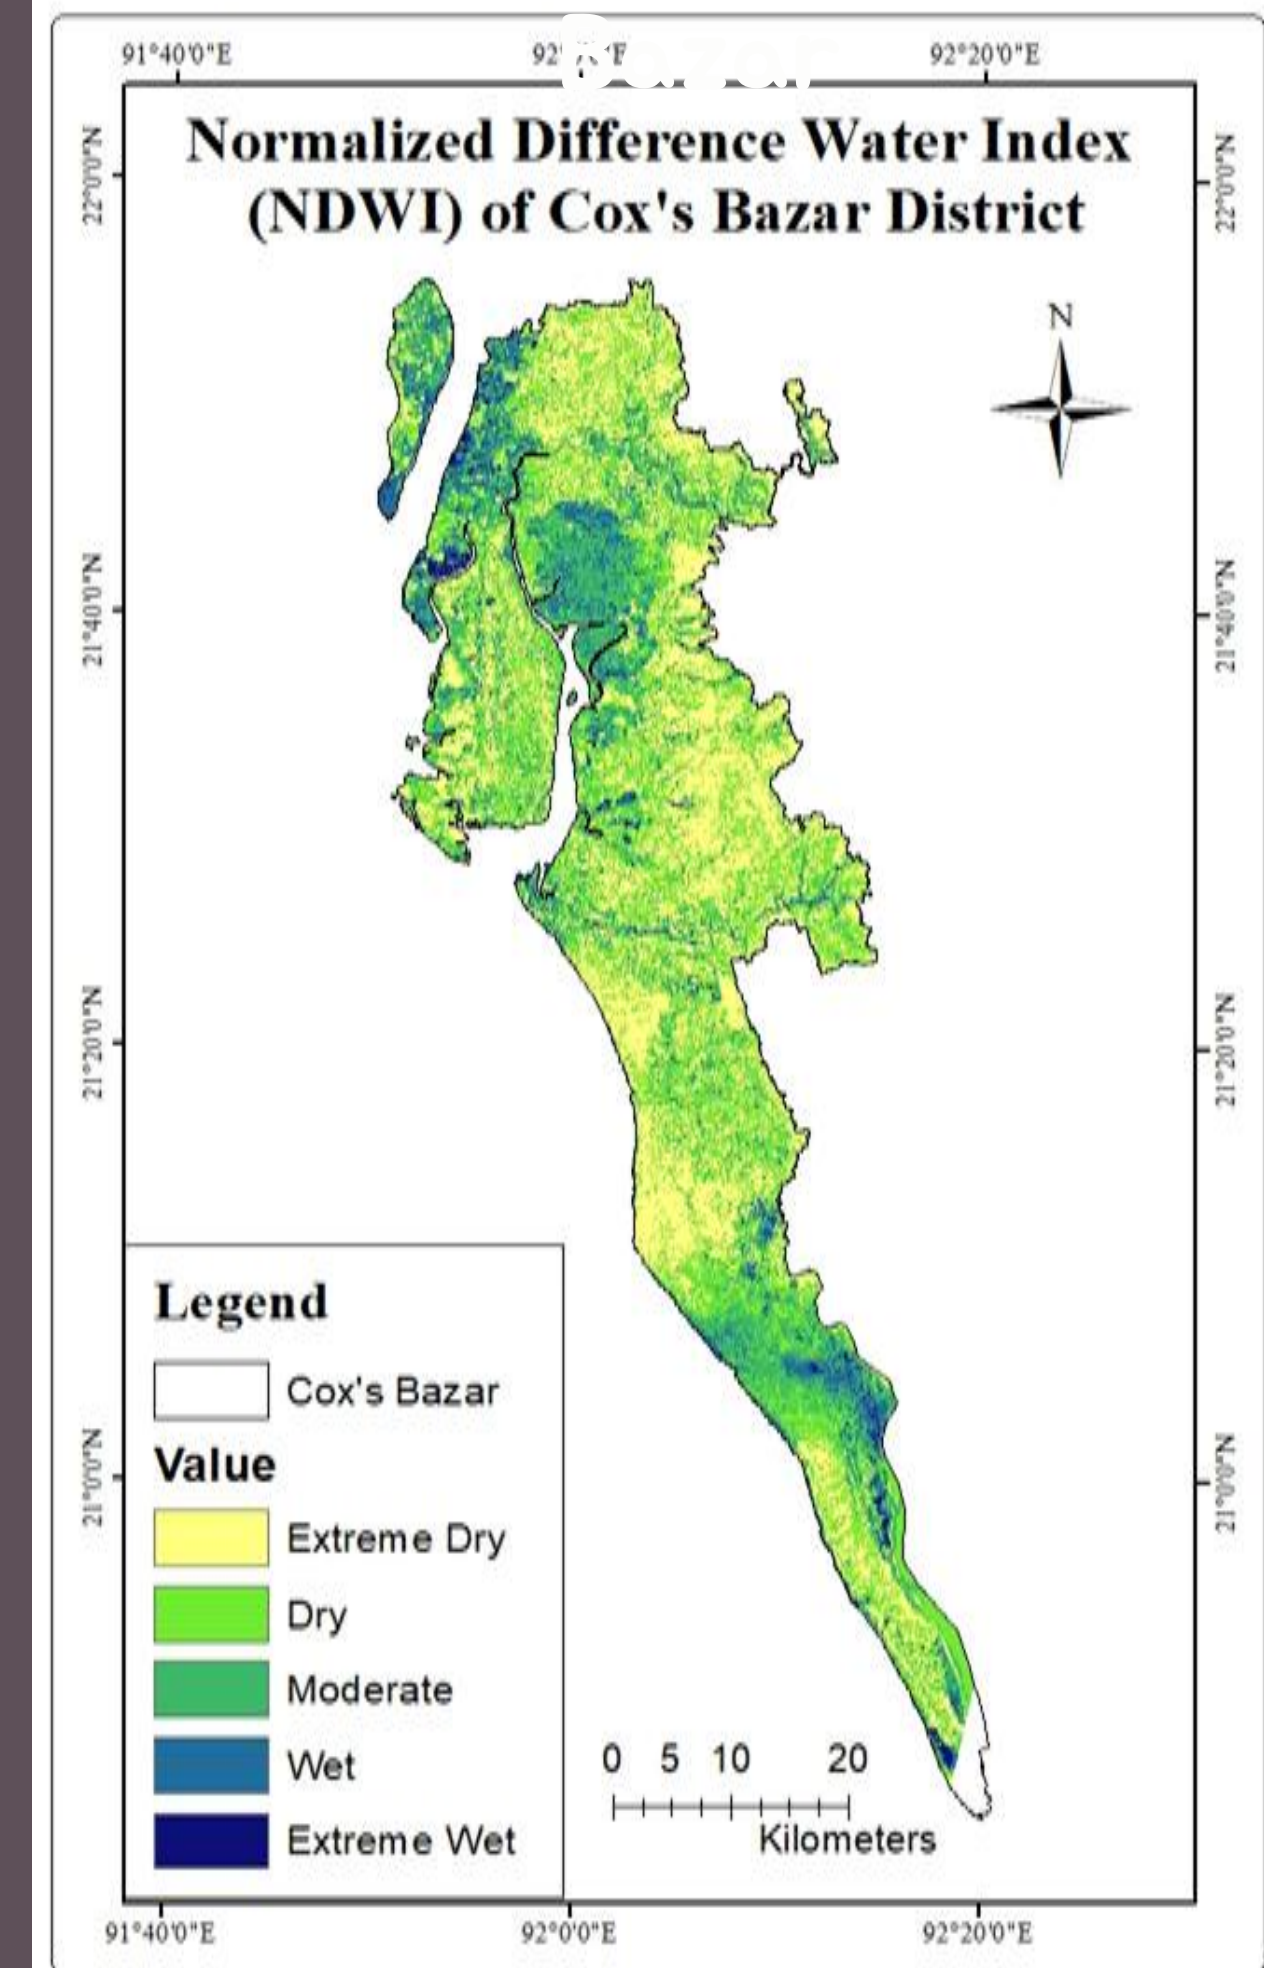 Bazar
91°40'0"E
92°20'0"E
Normalized Difference Water Index
(NDWI) of Cox's Bazar District
22°0'0"N
22°0'0"N
N
21°40'0"N
21°40'0"N
21°20'0"N
21°20'0"N
21°0'0"N
21°0'0"N
Legend
Cox's Bazar
Value
Extreme Dry
Dry
Moderate
Wet
Extreme Wet
0 5 10 20
Kilometers
91°40'0"E
92°0'0"E
92°20'0"E